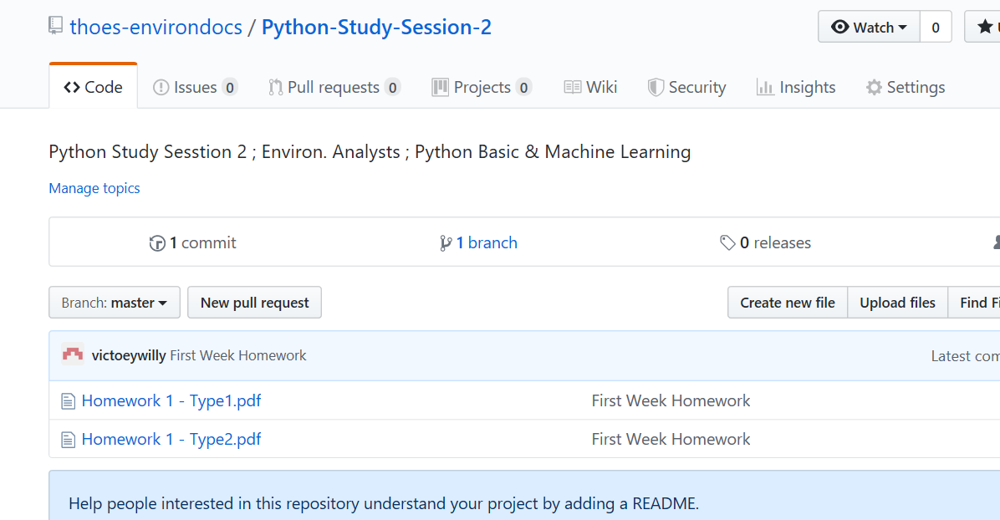 thoes-environdocs / Python-Study-Session-2
Watch 0
Code Issues 0 Pull requests 0 Projects 0 Wiki Security Insights Settings
Python Study Sesstion 2 ; Environ. Analysts ; Python Basic & Machine Learning
Manage topics
1 commit 1 branch 0 releases
Branch: master New pull request Create new file Upload files Find
victoeywilly First Week Homework Latest
Homework 1 - Type1.pdf First Week Homework
Homework 1 - Type2.pdf First Week Homework
Help people interested in this repository understand your project by adding a README.